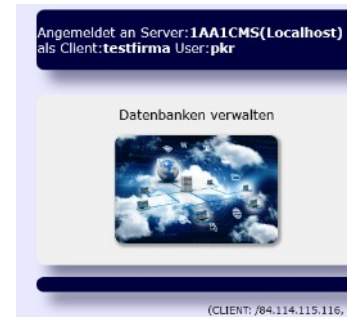 Angemeldet an Server:1AA1CMS(Localhost)
als Client:testfirma User:pkr
Datenbanken verwalten
(CLIENT: /84.114.115.116,